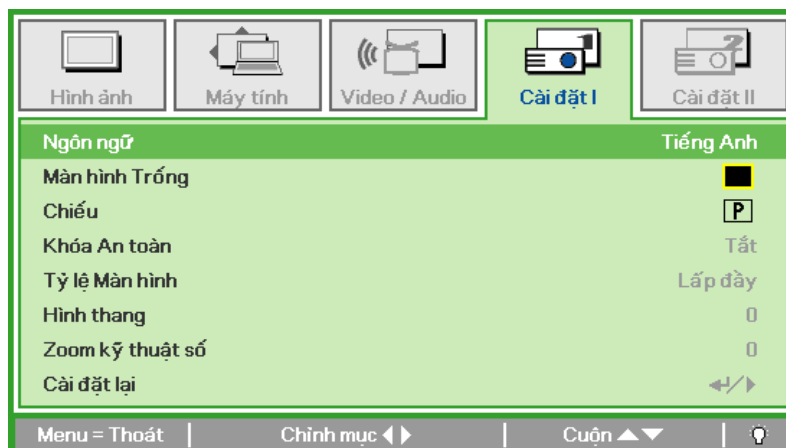 Hình ảnh
Máy tính
Video / Audio
Cài đặt I
Cài đặt II
Ngôn ngữ Tiếng Anh
Màn hình Trống
Chiếu P
Khóa An toàn Tắt
Tỷ lệ Màn hình Lấp đầy
Hình thang 0
Zoom kỹ thuật số 0
Cài đặt lại
Menu = Thoát Chỉnh mục Cuộn